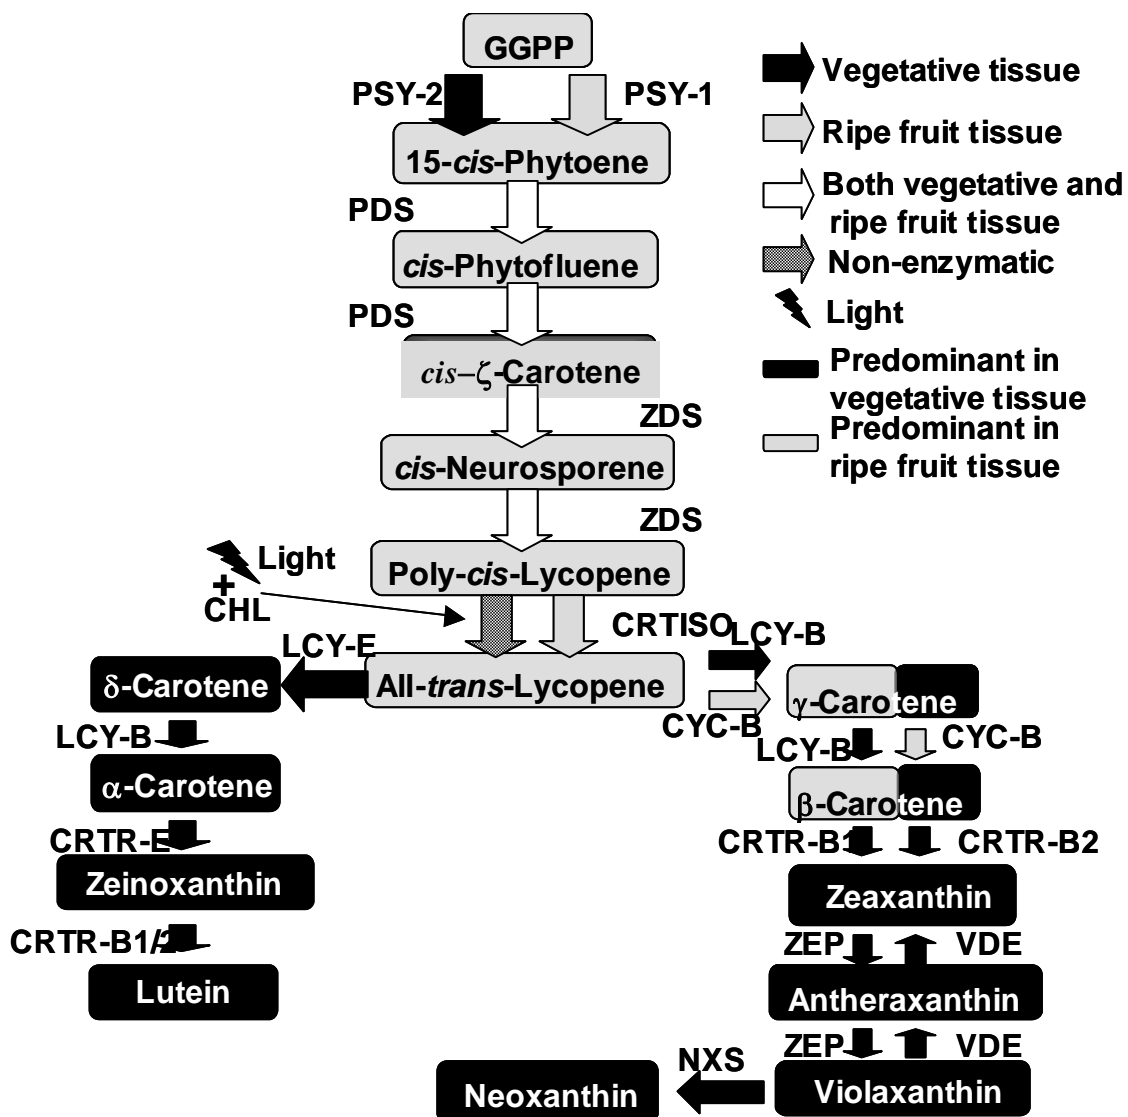 GGPP
PSY-2
PSY-1
15-cis-Phytoene
PDS
cis-Phytofluene
PDS
cis–ζ-Carotene
ZDS
cis-Neurosporene
ZDS
Poly-cis-Lycopene
Light
+
CHL
CRTISO
LCY-E
All-trans-Lycopene
LCY-B
CYC-B
δ-Carotene
LCY-B
α-Carotene
CRTR-E
Zeinoxanthin
CRTR-B1/2
Lutein
γ-Carotene
LCY-B
CYC-B
β-Carotene
CRTR-B1
CRTR-B2
Zeaxanthin
ZEP
VDE
Antheraxanthin
ZEP
VDE
Violaxanthin
NXS
Neoxanthin
Vegetative tissue
Ripe fruit tissue
Both vegetative and
ripe fruit tissue
Non-enzymatic
Light
Predominant in
vegetative tissue
Predominant in
ripe fruit tissue